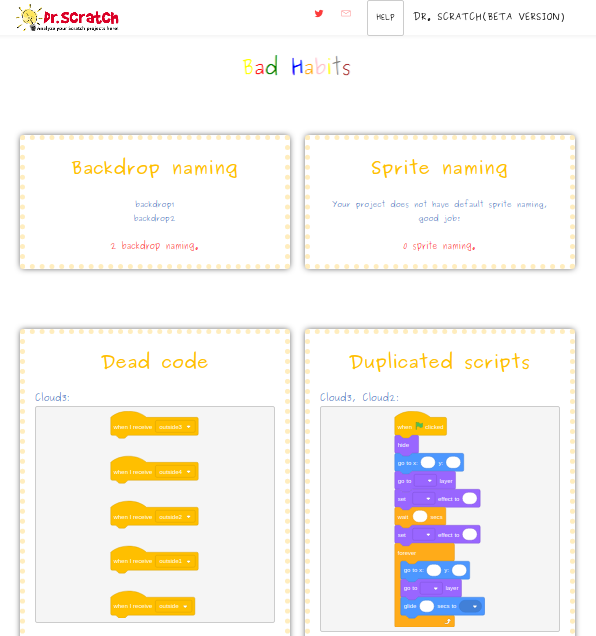 Dr.Scratch
Analyze your scratch projects here!
HELP
DR. SCRATCH(BETA VERSION)
Bad Habits
Backdrop naming
backdrop1
backdrop2
2 backdrop naming.
Sprite naming
Your project does not have default sprite naming,
good job!
0 sprite naming.
Dead code
Cloud3:
when I receive outside3
when I receive outside4
when I receive outside2
when I receive outside1
when I receive outside
Duplicated scripts
Cloud3, Cloud2:
when clicked
hide
go to x: y:
go to layer
set effect to
wait secs
set effect to
forever
go to x: y:
go to layer
glide secs to